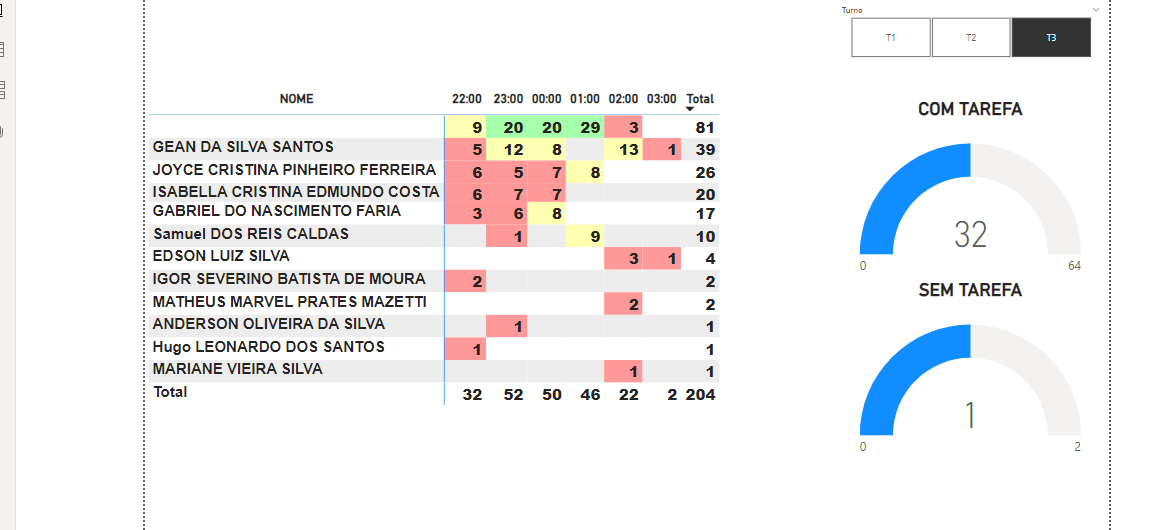 Turno
T1 T2 T3
NOME 22:00 23:00 00:00 01:00 02:00 03:00 Total
9 20 20 29 3 81
GEAN DA SILVA SANTOS 5 12 8 13 1 39
JOYCE CRISTINA PINHEIRO FERREIRA 6 5 7 8 26
ISABELLA CRISTINA EDMUNDO COSTA 6 7 7 20
GABRIEL DO NASCIMENTO FARIA 3 6 8 17
Samuel DOS REIS CALDAS 1 9 10
EDSON LUIZ SILVA 3 1 4
IGOR SEVERINO BATISTA DE MOURA 2 2
MATHEUS MARVEL PRATES MAZETTI 2 2
ANDERSON OLIVEIRA DA SILVA 1 1
Hugo LEONARDO DOS SANTOS 1 1
MARIANE VIEIRA SILVA 1 1
Total 32 52 50 46 22 2 204
COM TAREFA
32
0 64
SEM TAREFA
1
0 2